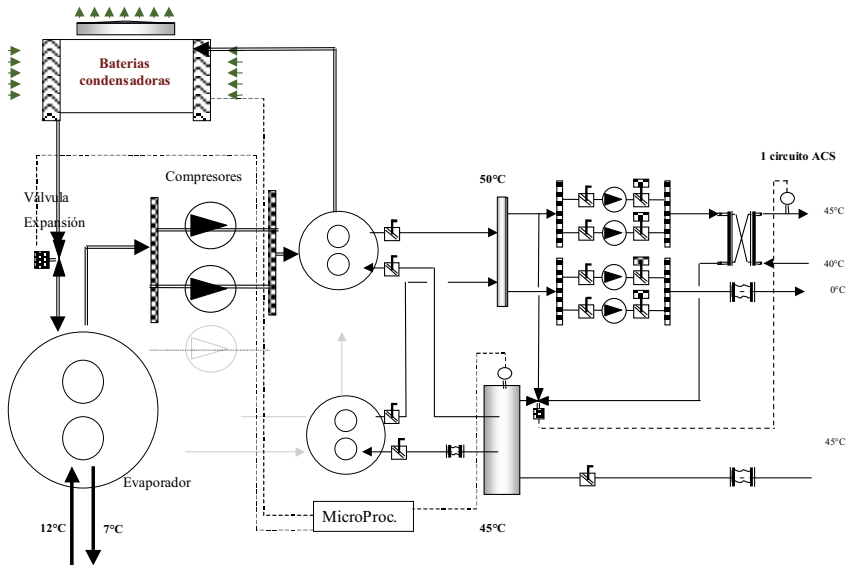 Baterias
condensadoras
Compresores
Válvula
Expansión
50°C
1 circuito ACS
45°C
40°C
0°C
45°C
Evaporador
12°C
7°C
MicroProc.
45°C